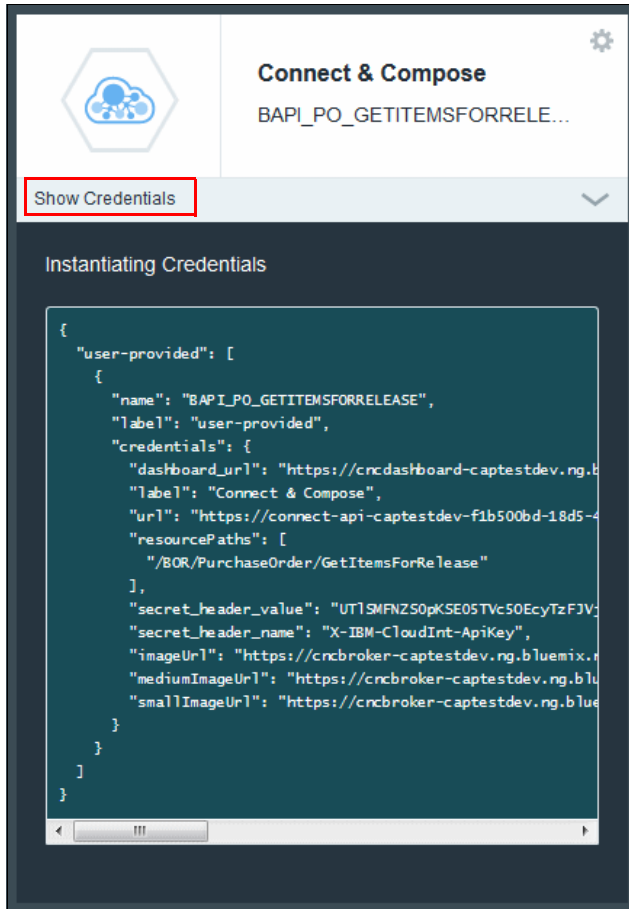 Connect & Compose
BAPI_PO_GETITEMSFORRELE...
Show Credentials
Instantiating Credentials
{
"user-provided": [
{
"name": "BAPI_PO_GETITEMSFORRELEASE",
"label": "user-provided",
"credentials": {
"dashboard_url": "https://cncdashboard-captestdev.ng.b
"label": "Connect & Compose",
"url": "https://connect-api-captestdev-f1b500bd-18d5-4
"resourcePaths": [
"/BOR/PurchaseOrder/GetItemsForRelease"
],
"secret_header_value": "UTlSMFNZS0pKSE05TVc5OEcyTzFJVj
"secret_header_name": "X-IBM-CloudInt-ApiKey",
"imageUrl": "https://cncbroker-captestdev.ng.bluemix.n
"mediumImageUrl": "https://cncbroker-captestdev.ng.blu
"smallImageUrl": "https://cncbroker-captestdev.ng.blue
}
}
]
}